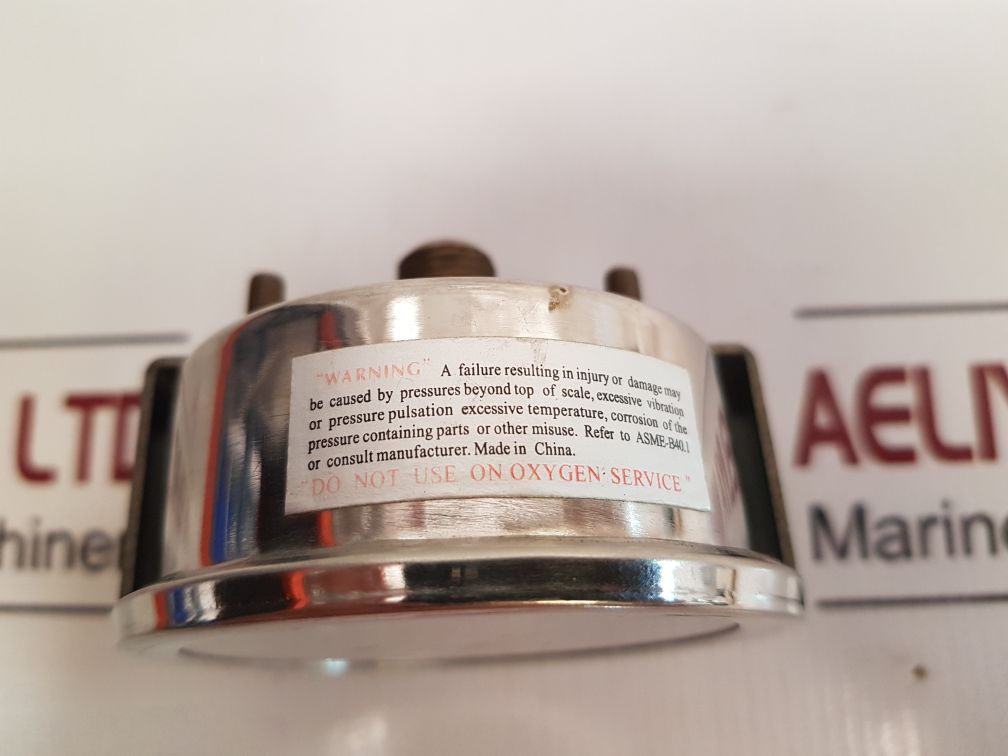 "WARNING" A failure resulting in injury or damage may
be caused by pressures beyond top of scale, excessive vibration
or pressure pulsation excessive temperature, corrosion of the
pressure containing parts or other misuse. Refer to ASME-B40.1
or consult manufacturer. Made in China.
"DO NOT USE ON OXYGEN SERVICE"
LTD
hiner
AELIY
Marine